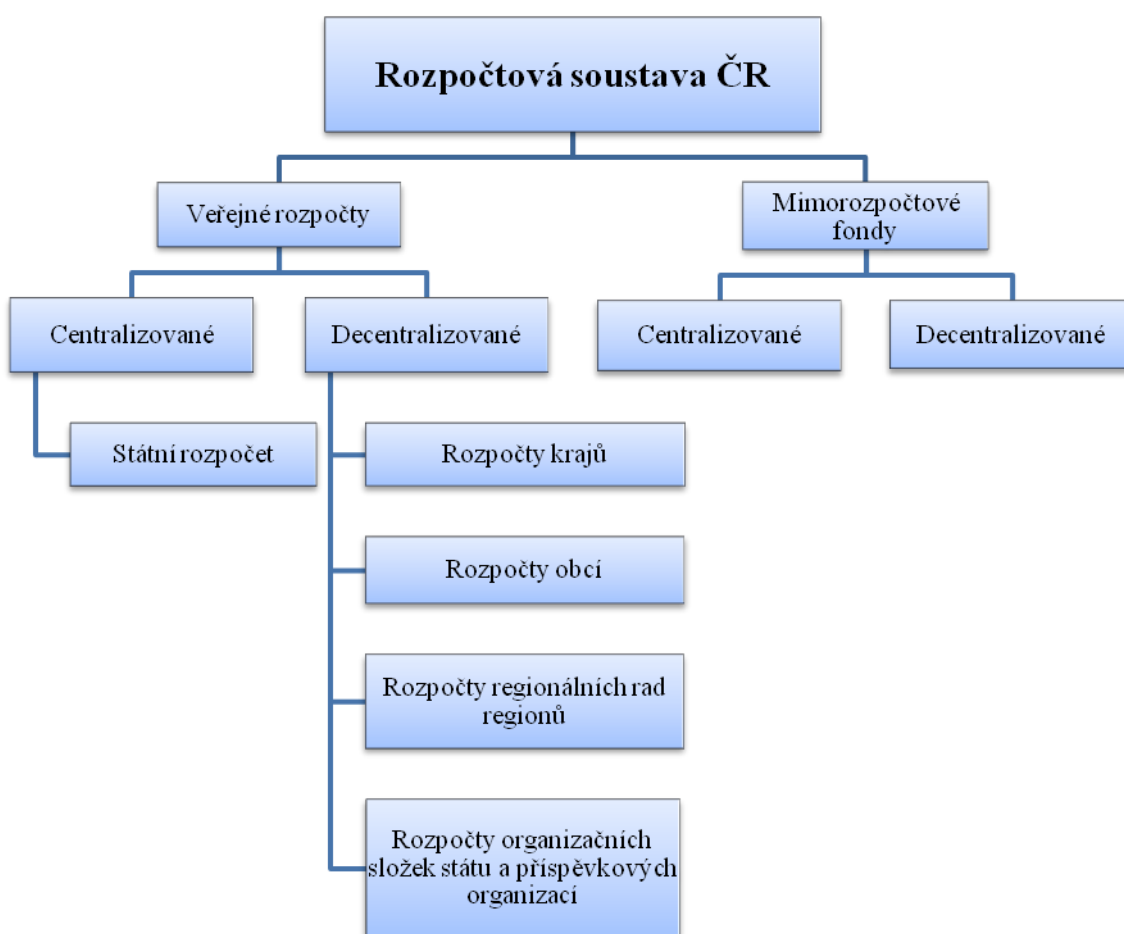 Rozpočtová soustava ČR
Veřejné rozpočty
Mimorozpočtové
fondy
Centralizované
Decentralizované
Centralizované
Decentralizované
Státní rozpočet
Rozpočty krajů
Rozpočty obcí
Rozpočty regionálních rad
regionů
Rozpočty organizačních
složek státu a příspěvkových
organizací